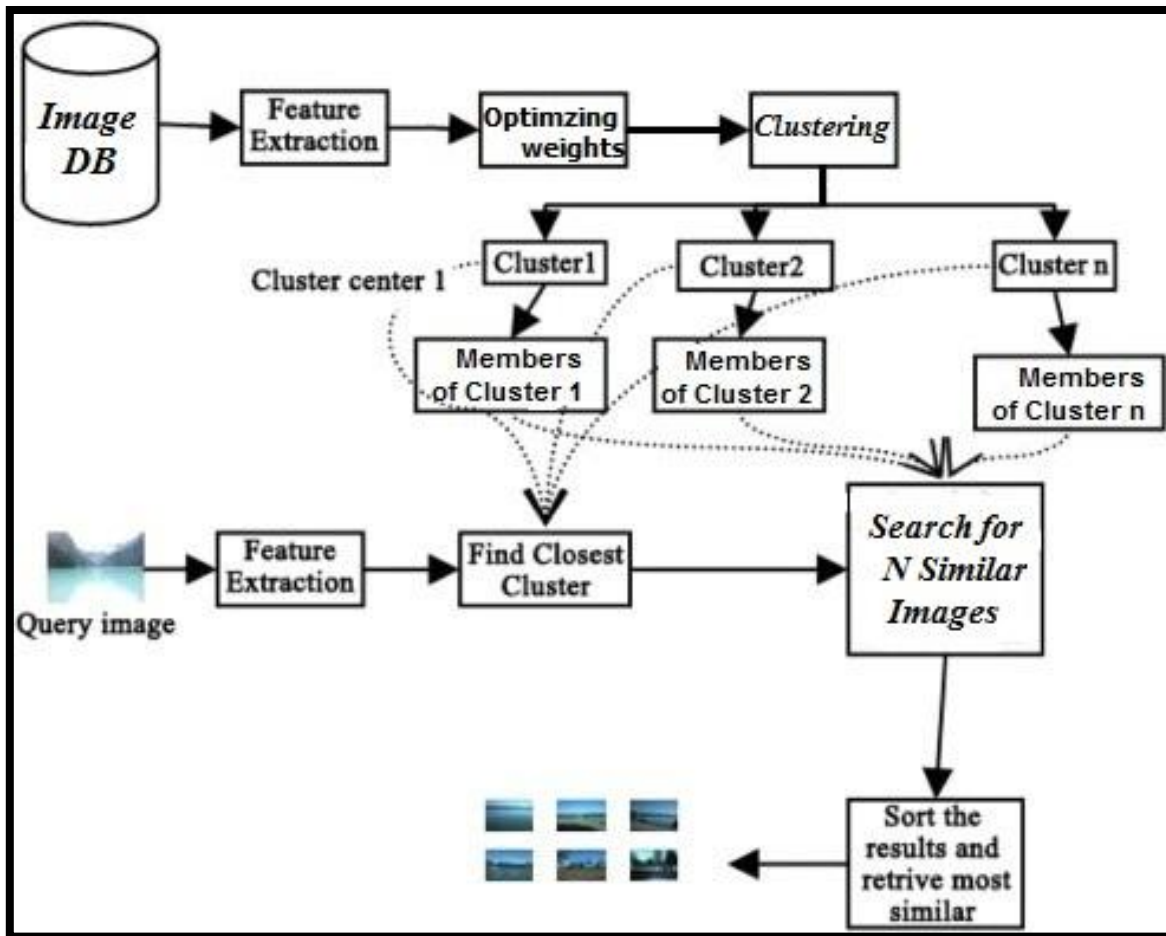 Image
DB
Feature
Extraction
Optimzing
weights
Clustering
Cluster1
Cluster2
Cluster n
Cluster center 1
Members
of Cluster 1
Members
of Cluster 2
Members
of Cluster n
Query image
Feature
Extraction
Find Closest
Cluster
Search for
N Similar
Images
Sort the
results and
retrive most
similar